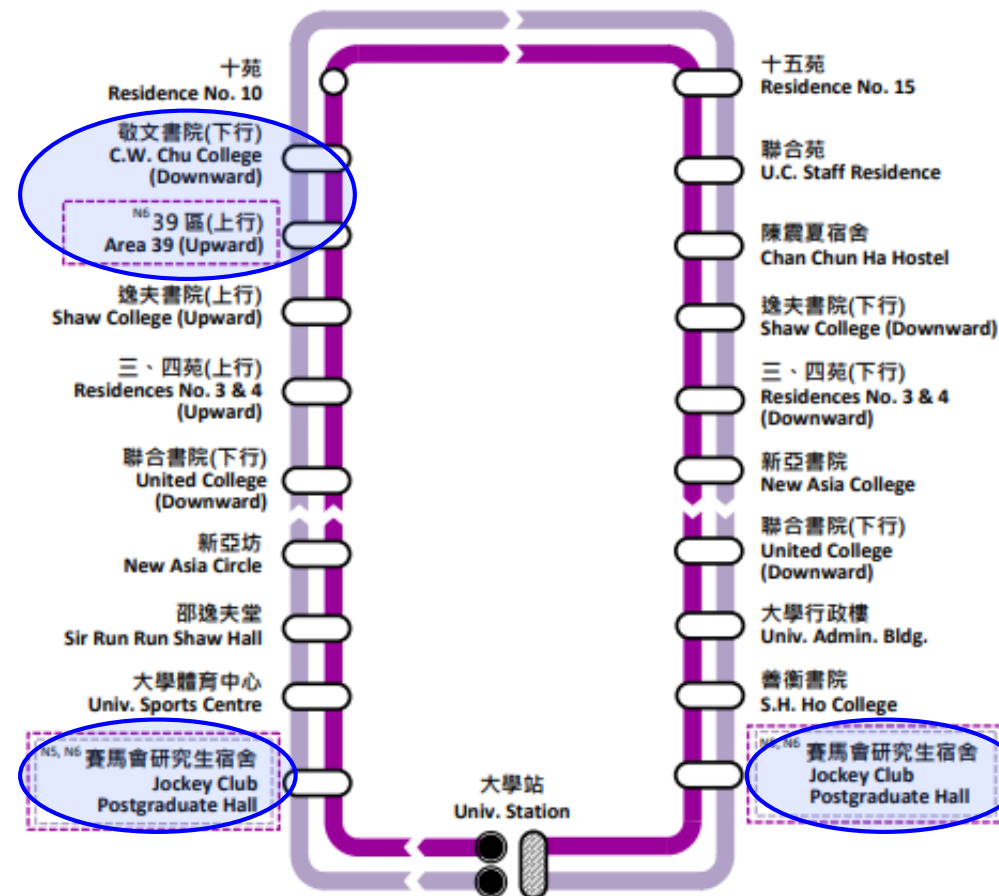 十苑
Residence No. 10
敬文書院(下行)
C.W. Chu College
(Downward)
N6 39 區(上行)
Area 39 (Upward)
逸夫書院(上行)
Shaw College (Upward)
三、四苑(上行)
Residences No. 3 & 4
(Upward)
聯合書院(下行)
United College
(Downward)
新亞坊
New Asia Circle
邵逸夫堂
Sir Run Run Shaw Hall
大學體育中心
Univ. Sports Centre
N5, N6 賽馬會研究生宿舍
Jockey Club
Postgraduate Hall
大學站
Univ. Station
十五苑
Residence No. 15
聯合苑
U.C. Staff Residence
陳震夏宿舍
Chan Chun Ha Hostel
逸夫書院(下行)
Shaw College (Downward)
三、四苑(下行)
Residences No. 3 & 4
(Downward)
新亞書院
New Asia College
聯合書院(下行)
United College
(Downward)
大學行政樓
Univ. Admin. Bldg.
善衡書院
S.H. Ho College
N5, N6 賽馬會研究生宿舍
Jockey Club
Postgraduate Hall